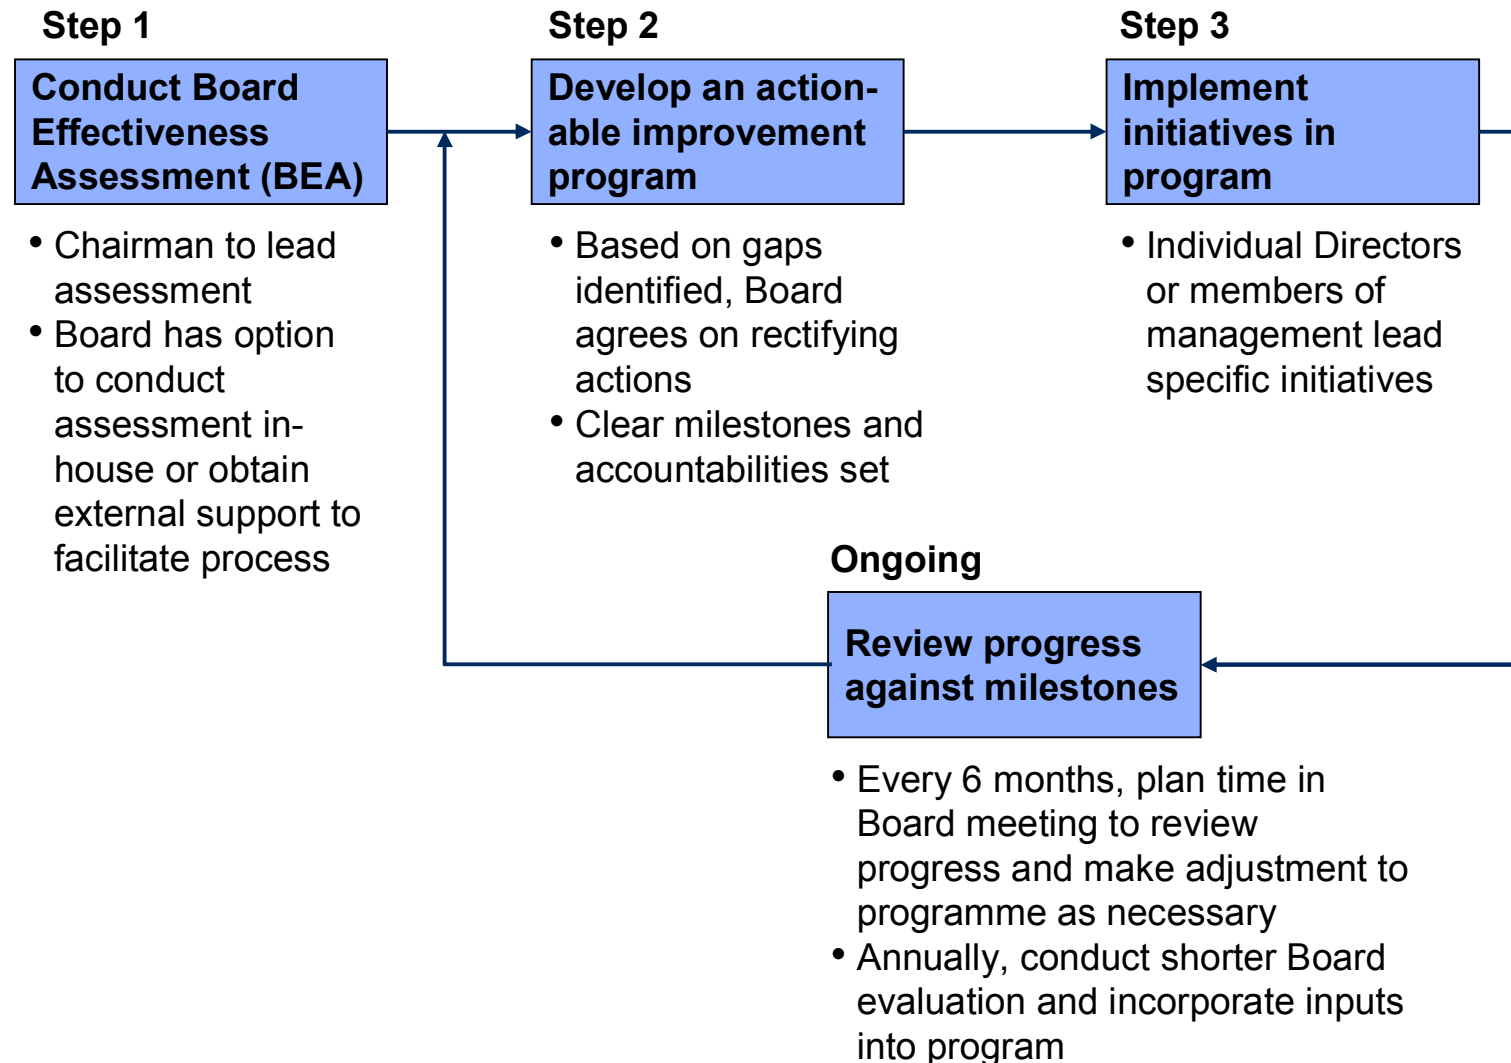 Step 1
Conduct Board
Effectiveness
Assessment (BEA)
• Chairman to lead
assessment
• Board has option
to conduct
assessment in-
house or obtain
external support to
facilitate process
Step 2
Develop an action-
able improvement
program
• Based on gaps
identified, Board
agrees on rectifying
actions
• Clear milestones and
accountabilities set
Step 3
Implement
initiatives in
program
• Individual Directors
or members of
management lead
specific initiatives
Ongoing
Review progress
against milestones
• Every 6 months, plan time in
Board meeting to review
progress and make adjustment to
programme as necessary
• Annually, conduct shorter Board
evaluation and incorporate inputs
into program